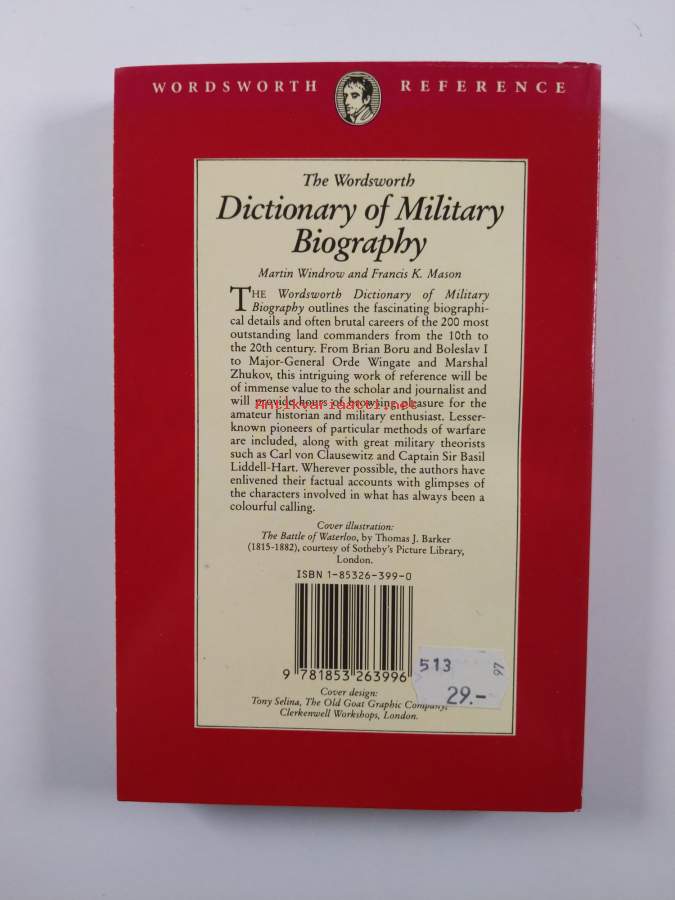 WORDSWORTH REFERENCE
The Wordsworth
Dictionary of Military
Biography
Martin Windrow and Francis K. Mason
THE Wordsworth Dictionary of Military
Biography outlines the fascinating biographi-
cal details and often brutal careers of the 200 most
outstanding land commanders from the 10th to
the 20th century. From Brian Boru and Boleslav I
to Major-General Orde Wingate and Marshal
Zhukov, this intriguing work of reference will be
of immense value to the scholar and journalist and
will provide hours of browsing pleasure for the
Antikvariaatti.net
amateur historian and military enthusiast. Lesser-
known pioneers of particular methods of warfare
are included, along with great military theorists
such as Carl von Clausewitz and Captain Sir Basil
Liddell-Hart. Wherever possible, the authors have
enlivened their factual accounts with glimpses of
the characters involved in what has always been a
colourful calling.
Cover illustration:
The Battle of Waterloo, by Thomas J. Barker
(1815-1882), courtesy of Sotheby's Picture Library,
London.
ISBN 1-85326-399-0
9 781853 263996
513 97
29.-
Cover design:
Tony Selina, The Old Goat Graphic Company,
Clerkenwell Workshops, London.